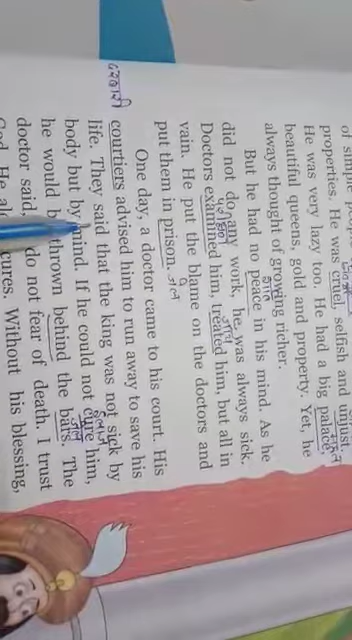 of simple
properties. He was cruel, selfish and unjust.
He was very lazy too. He had a big palace,
महल
beautiful queens, gold and property. Yet, he
always thought of growing richer.
शांति
But he had no peace in his mind. As he
did not do any work, he was always sick.
Doctors examined him, treated him, but all in
vain. He put the blame on the doctors and
put them in prison. जेल
One day, a doctor came to his court. His
दरबारी
courtiers advised him to run away to save his
life. They said that the king was not sick by
body but by mind. If he could not cure him,
he would b thrown behind the bars. The
doctor said, do not fear of death. I trust
God. He al cures. Without his blessing,